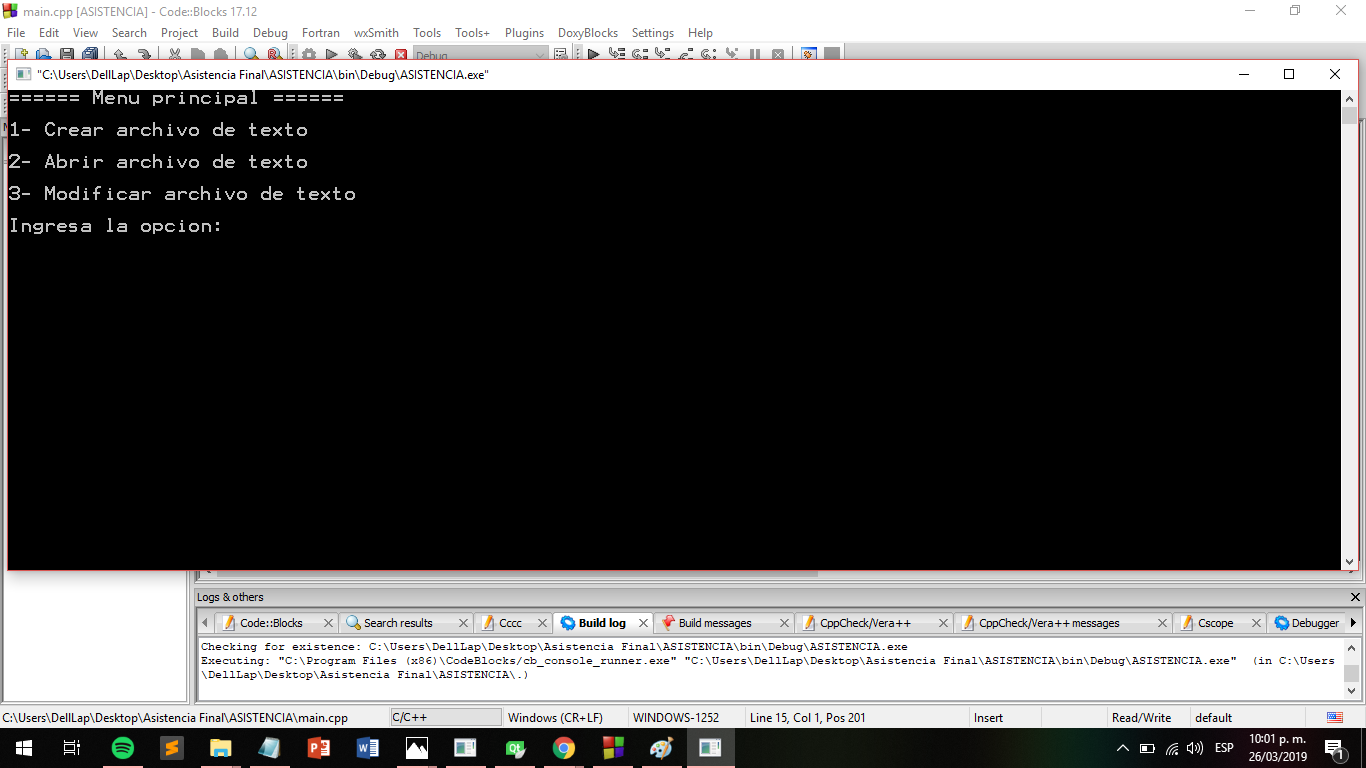 main.cpp [ASISTENCIA] - Code::Blocks 17.12
File Edit View Search Project Build Debug Fortran wxSmith Tools Tools+ Plugins DoxyBlocks Settings Help
Debug
"C:\Users\DellLap\Desktop\Asistencia Final\ASISTENCIA\bin\Debug\ASISTENCIA.exe"
====== Menu principal ======
1- Crear archivo de texto
2- Abrir archivo de texto
3- Modificar archivo de texto
Ingresa la opcion:
Logs & others
Code::Blocks Search results Cccc Build log Build messages CppCheck/Vera++ CppCheck/Vera++ messages Cscope Debugger
Checking for existence: C:\Users\DellLap\Desktop\Asistencia Final\ASISTENCIA\bin\Debug\ASISTENCIA.exe
Executing: "C:\Program Files (x86)\CodeBlocks/cb_console_runner.exe" "C:\Users\DellLap\Desktop\Asistencia Final\ASISTENCIA\bin\Debug\ASISTENCIA.exe"  (in C:\Users
\DellLap\Desktop\Asistencia Final\ASISTENCIA\.)
C:\Users\DellLap\Desktop\Asistencia Final\ASISTENCIA\main.cpp C/C++ Windows (CR+LF) WINDOWS-1252 Line 15, Col 1, Pos 201 Insert Read/Write default
ESP 10:01 p. m.
26/03/2019 1